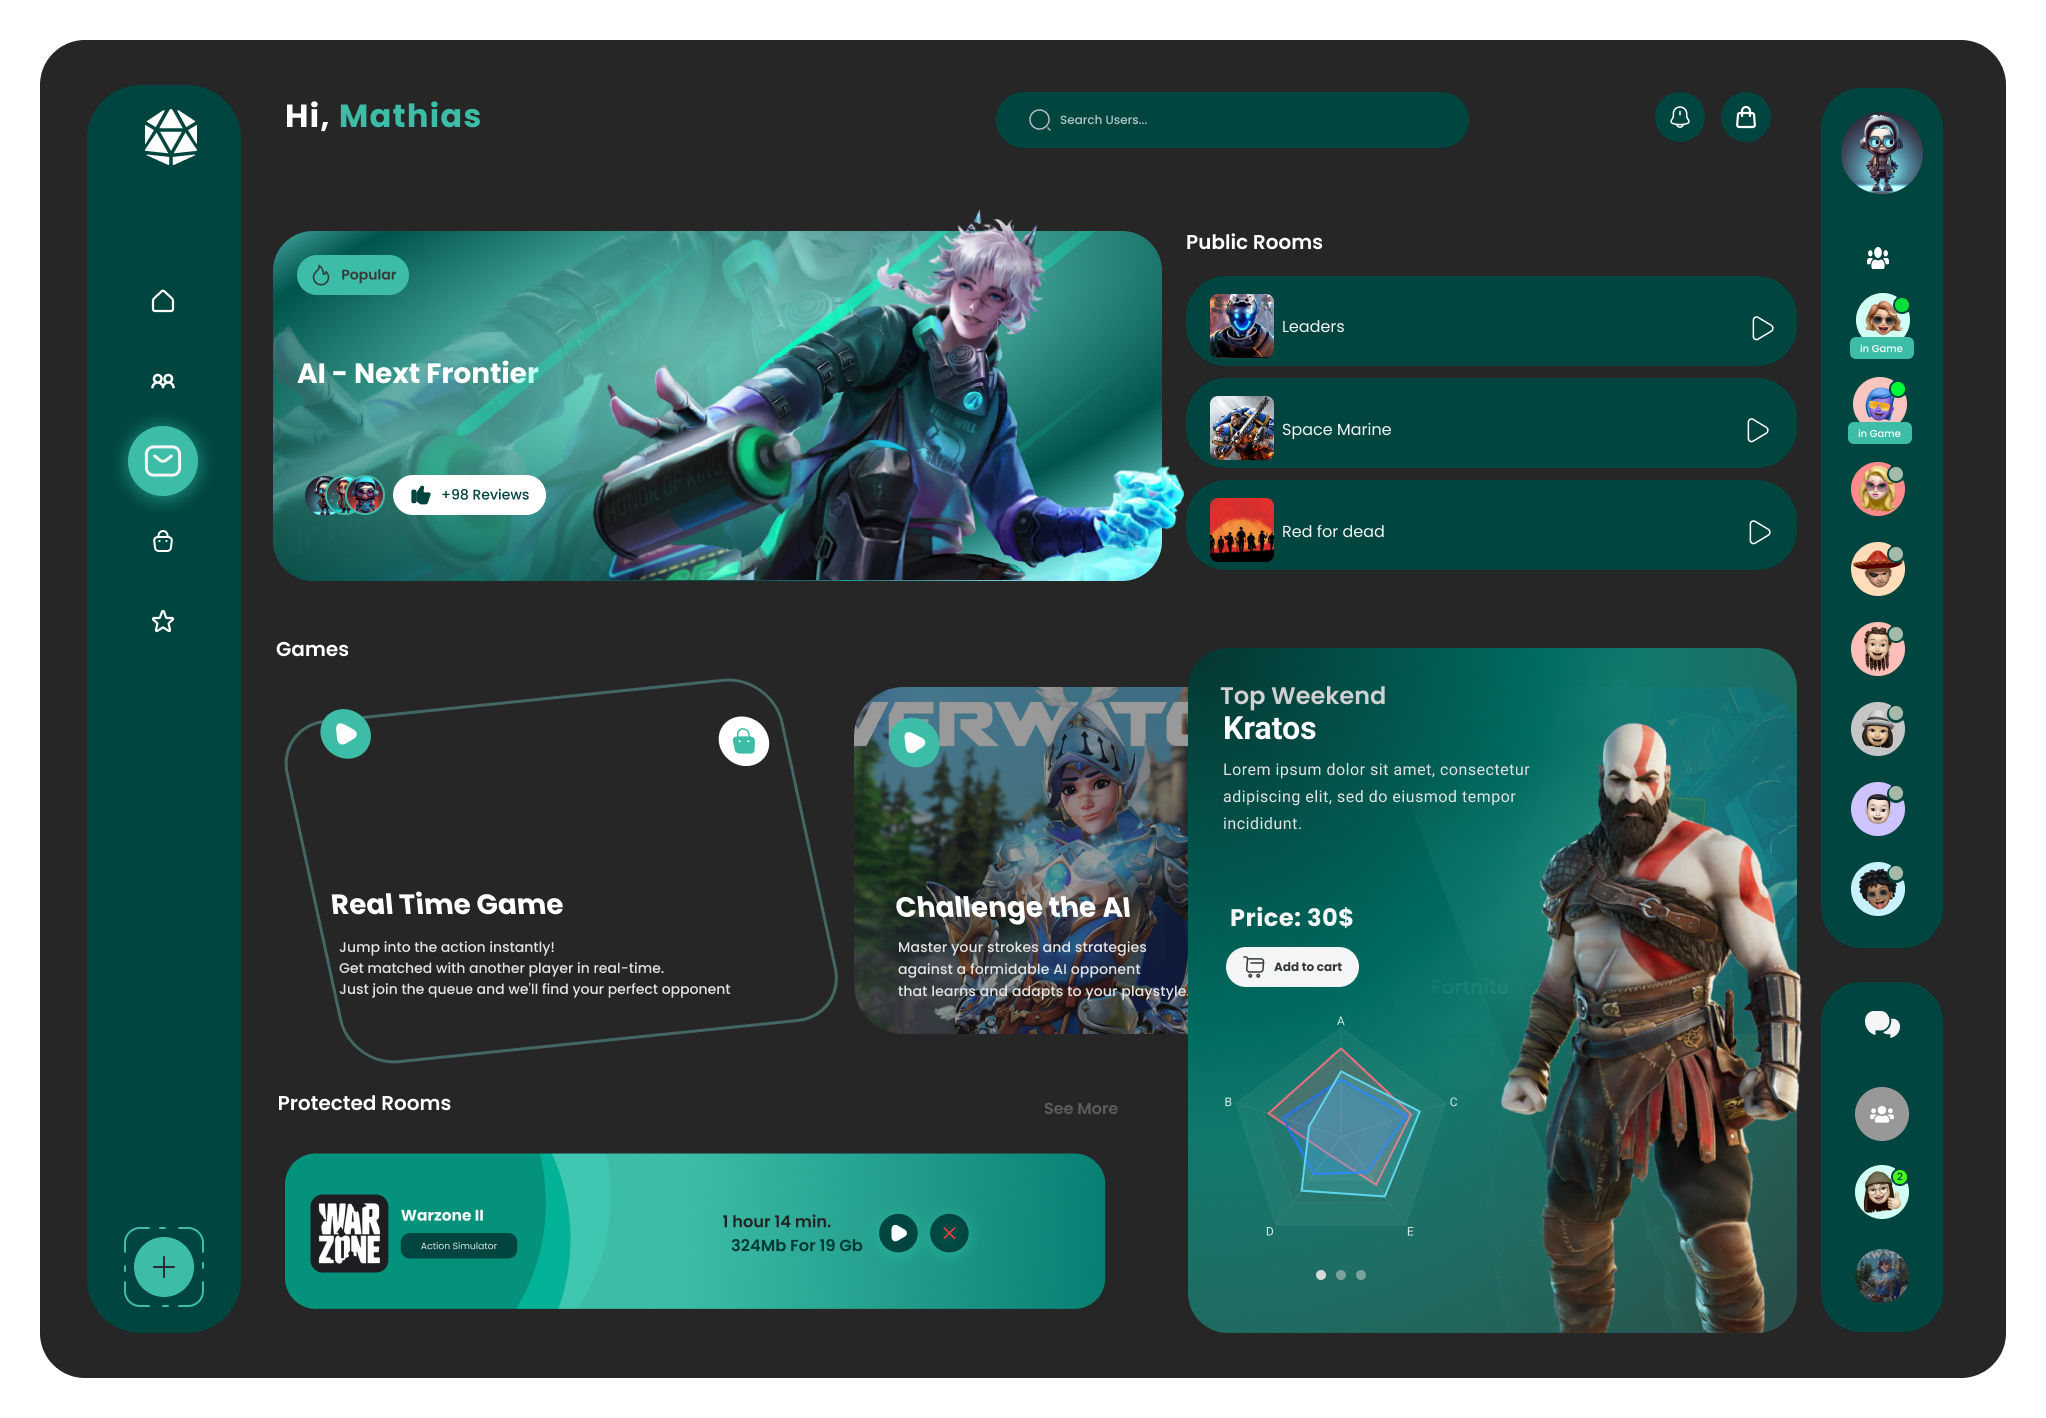 Hi, Mathias
Search Users...
Popular
AI - Next Frontier
+98 Reviews
HONOR OF KING
Public Rooms
Leaders
Space Marine
Red for dead
in Game
in Game
Games
Real Time Game
Jump into the action instantly!
Get matched with another player in real-time.
Just join the queue and we'll find your perfect opponent
VERWATC
Challenge the AI
Master your strokes and strategies
against a formidable AI opponent
that learns and adapts to your playstyle.
Top Weekend
Kratos
Lorem ipsum dolor sit amet, consectetur
adipiscing elit, sed do eiusmod tempor
incididunt.
Price: 30$
Add to cart
Fortnite
A
B
C
D
E
Protected Rooms
See More
WAR
ZONE
Warzone II
Action Simulator
1 hour 14 min.
324Mb For 19 Gb
2